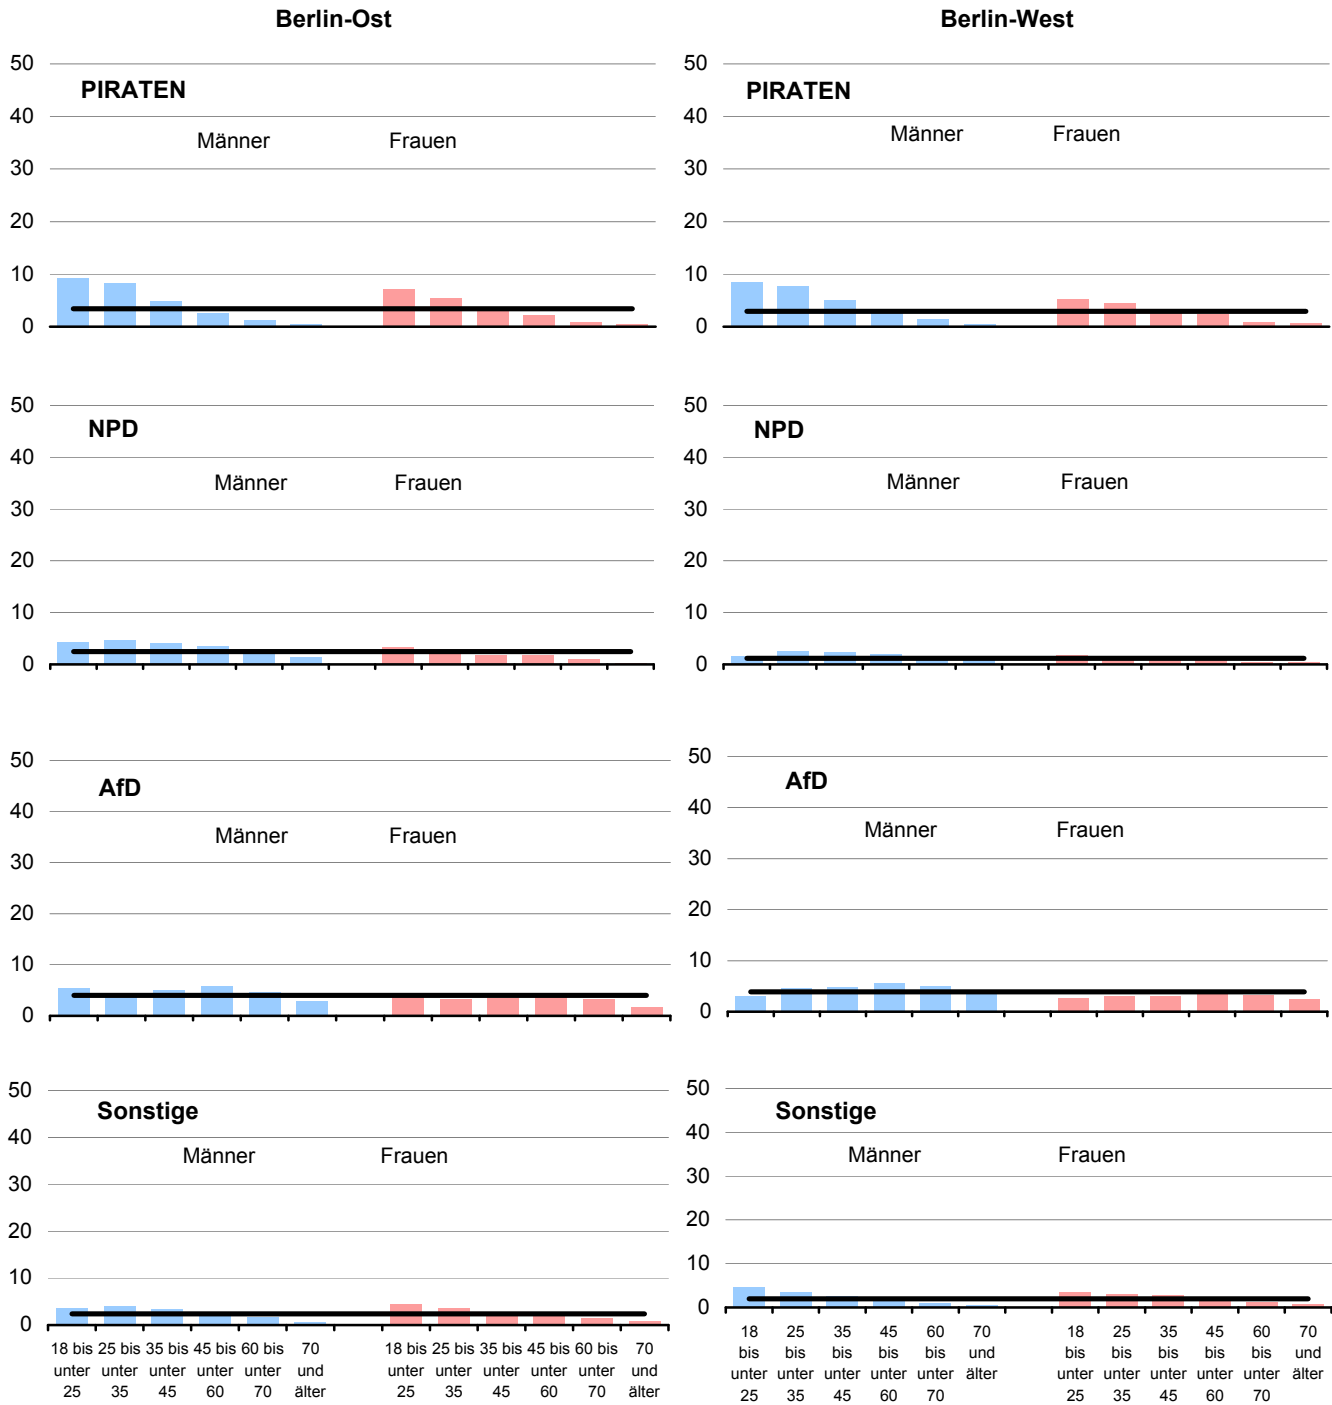 Berlin-Ost
50
PIRATEN
40
Männer Frauen
30
20
10
0
50
NPD
40
Männer Frauen
30
20
10
0
50
AfD
40
Männer Frauen
30
20
10
0
50
Sonstige
40
Männer Frauen
30
20
10
0
18 bis 25 bis 35 bis 45 bis 60 bis 70 18 bis 25 bis 35 bis 45 bis 60 bis 70
unter unter unter unter unter und unter unter unter unter unter und
25 35 45 60 70 älter 25 35 45 60 70 älter
Berlin-West
50
PIRATEN
40
Männer Frauen
30
20
10
0
50
NPD
40
Männer Frauen
30
20
10
0
50
AfD
40
Männer Frauen
30
20
10
0
50
Sonstige
40
Männer Frauen
30
20
10
0
18 25 35 45 60 70 18 25 35 45 60 70
bis bis bis bis bis und bis bis bis bis bis und
unter unter unter unter unter älter unter unter unter unter unter älter
25 35 45 60 70 25 35 45 60 70